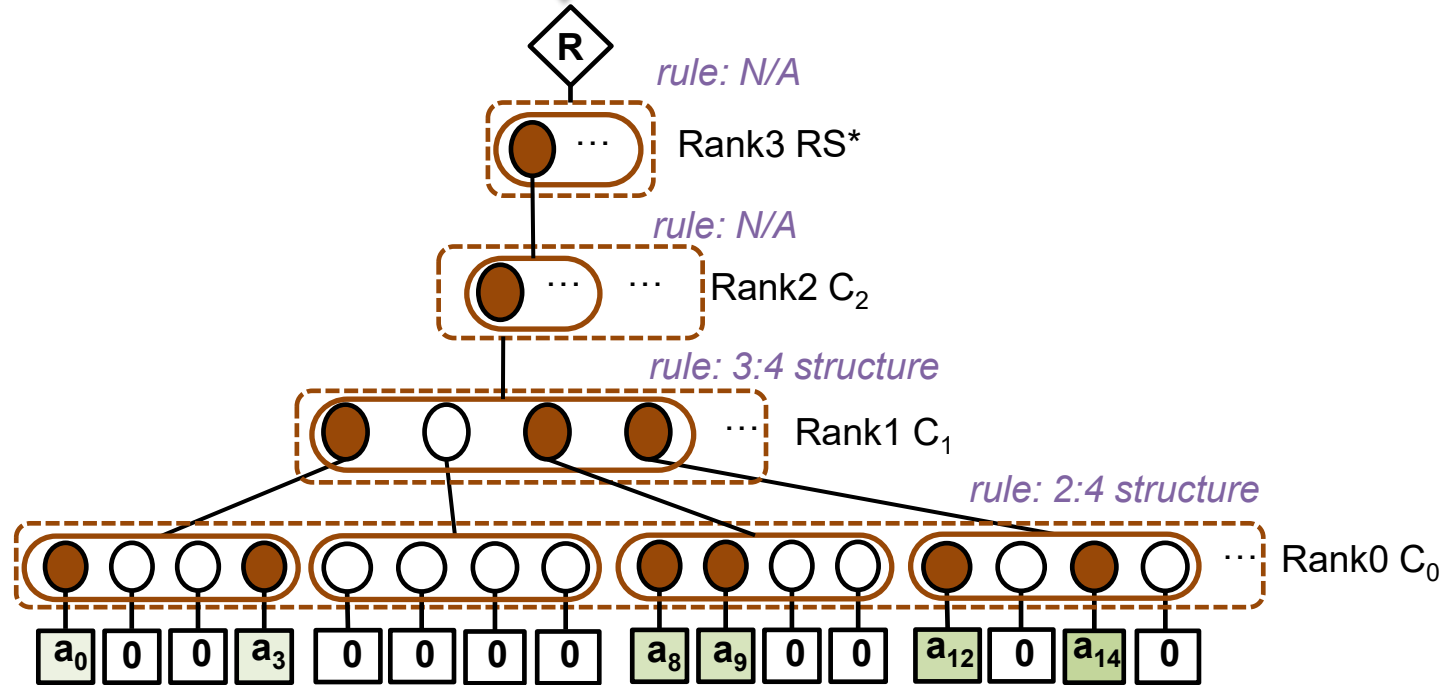 R
rule: N/A
... Rank3 RS*
rule: N/A
... ... Rank2 C₂
rule: 3:4 structure
... Rank1 C₁
rule: 2:4 structure
... Rank0 C₀
a₀ 0 0 a₃ 0 0 0 0 a₈ a₉ 0 0 a₁₂ 0 a₁₄ 0